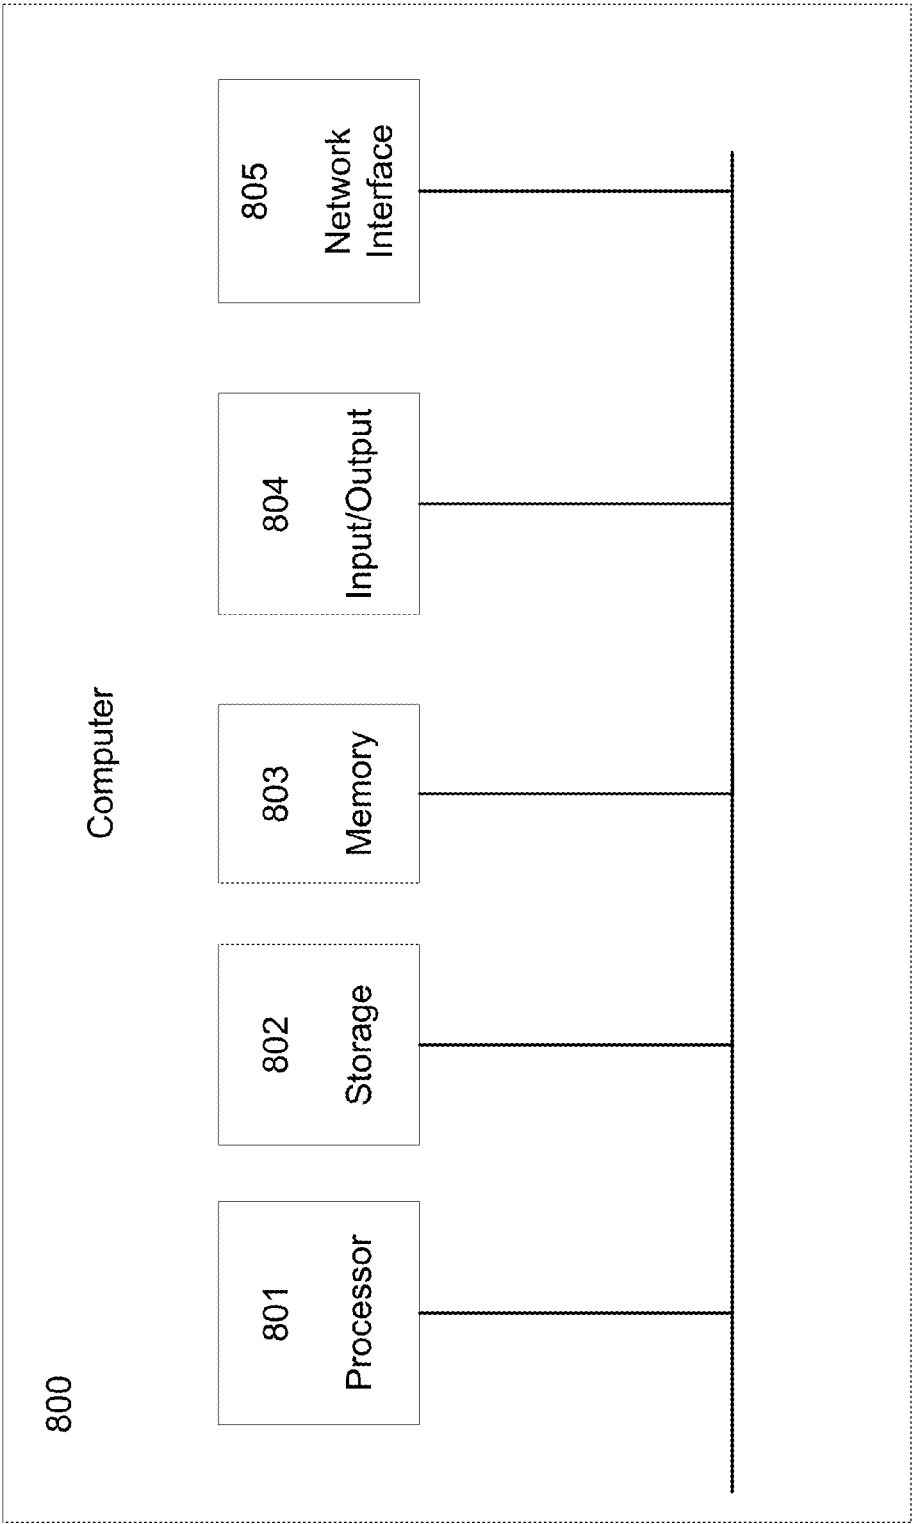 800
Computer
801
Processor
802
Storage
803
Memory
804
Input/Output
805
Network
Interface